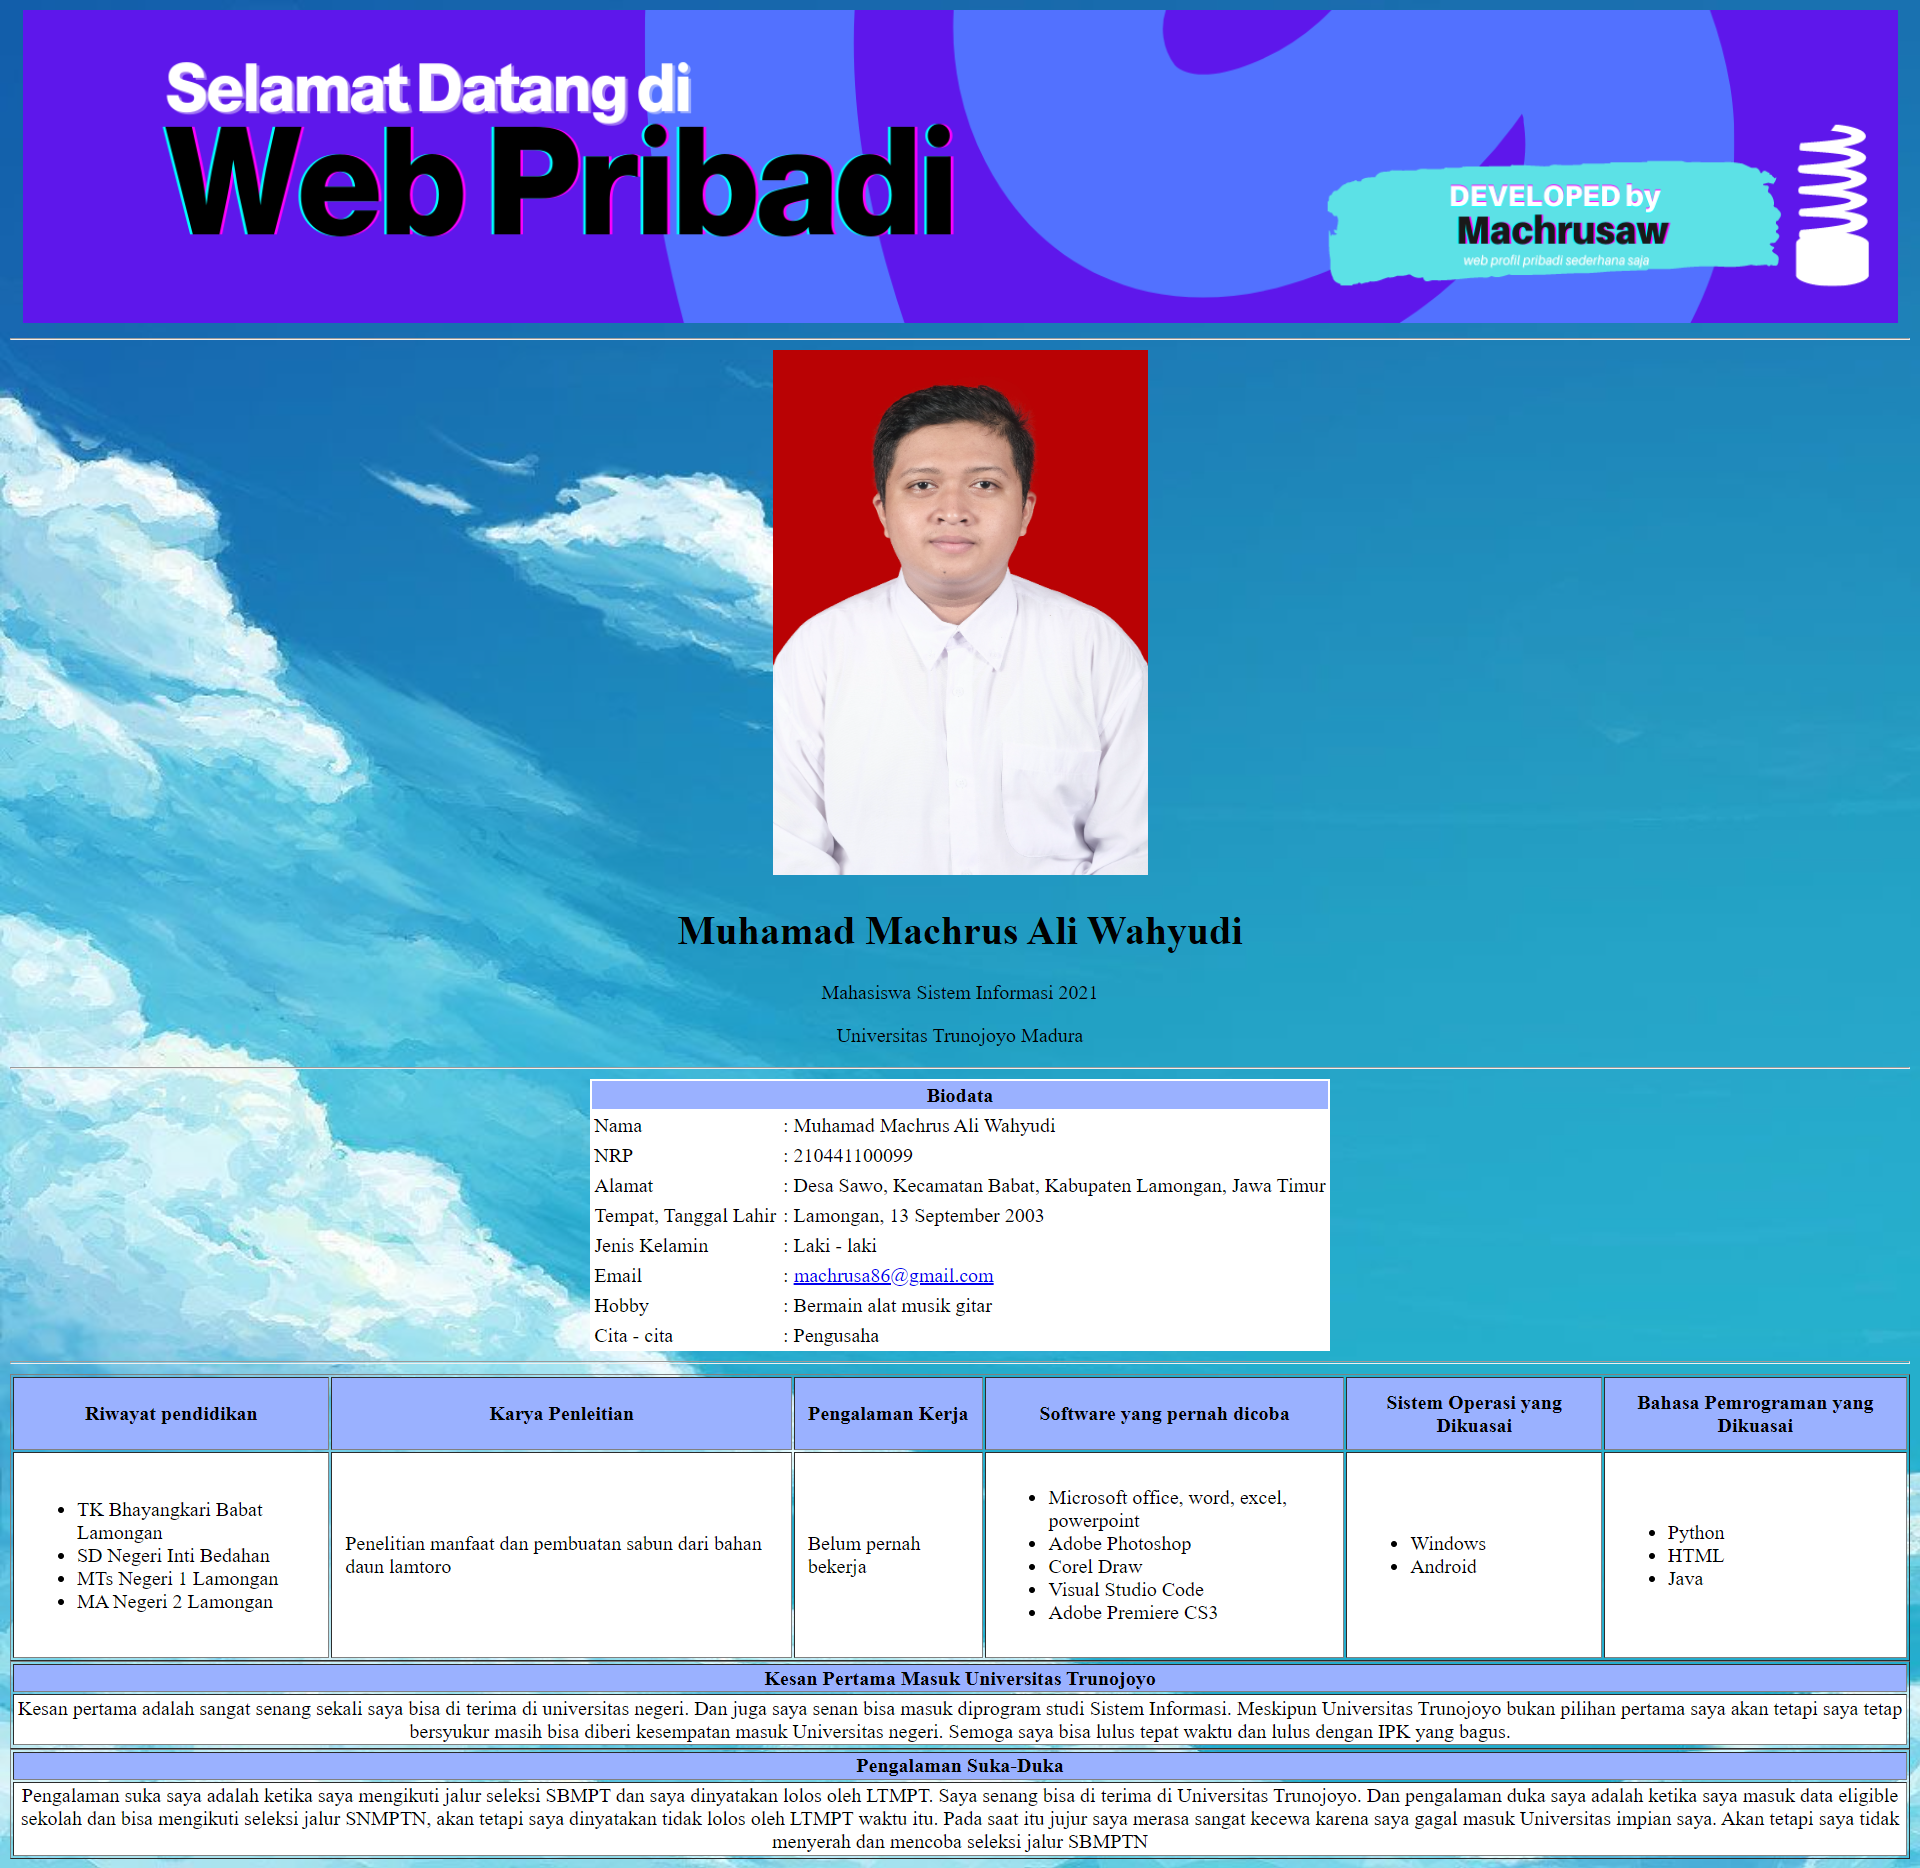 Selamat Datang di
Web Pribadi
DEVELOPED by
Machrusaw
web profil pribadi sederhana saja
Muhamad Machrus Ali Wahyudi
Mahasiswa Sistem Informasi 2021
Universitas Trunojoyo Madura
Biodata
Nama : Muhamad Machrus Ali Wahyudi
NRP : 210441100099
Alamat : Desa Sawo, Kecamatan Babat, Kabupaten Lamongan, Jawa Timur
Tempat, Tanggal Lahir : Lamongan, 13 September 2003
Jenis Kelamin : Laki - laki
Email : machrusa86@gmail.com
Hobby : Bermain alat musik gitar
Cita - cita : Pengusaha
Riwayat pendidikan
Karya Penleitian
Pengalaman Kerja
Software yang pernah dicoba
Sistem Operasi yang
Dikuasai
Bahasa Pemrograman yang
Dikuasai
• TK Bhayangkari Babat
Lamongan
• SD Negeri Inti Bedahan
• MTs Negeri 1 Lamongan
• MA Negeri 2 Lamongan
Penelitian manfaat dan pembuatan sabun dari bahan
daun lamtoro
Belum pernah
bekerja
• Microsoft office, word, excel,
powerpoint
• Adobe Photoshop
• Corel Draw
• Visual Studio Code
• Adobe Premiere CS3
• Windows
• Android
• Python
• HTML
• Java
Kesan Pertama Masuk Universitas Trunojoyo
Kesan pertama adalah sangat senang sekali saya bisa di terima di universitas negeri. Dan juga saya senan bisa masuk diprogram studi Sistem Informasi. Meskipun Universitas Trunojoyo bukan pilihan pertama saya akan tetapi saya tetap
bersyukur masih bisa diberi kesempatan masuk Universitas negeri. Semoga saya bisa lulus tepat waktu dan lulus dengan IPK yang bagus.
Pengalaman Suka-Duka
Pengalaman suka saya adalah ketika saya mengikuti jalur seleksi SBMPT dan saya dinyatakan lolos oleh LTMPT. Saya senang bisa di terima di Universitas Trunojoyo. Dan pengalaman duka saya adalah ketika saya masuk data eligible
sekolah dan bisa mengikuti seleksi jalur SNMPTN, akan tetapi saya dinyatakan tidak lolos oleh LTMPT waktu itu. Pada saat itu jujur saya merasa sangat kecewa karena saya gagal masuk Universitas impian saya. Akan tetapi saya tidak
menyerah dan mencoba seleksi jalur SBMPTN